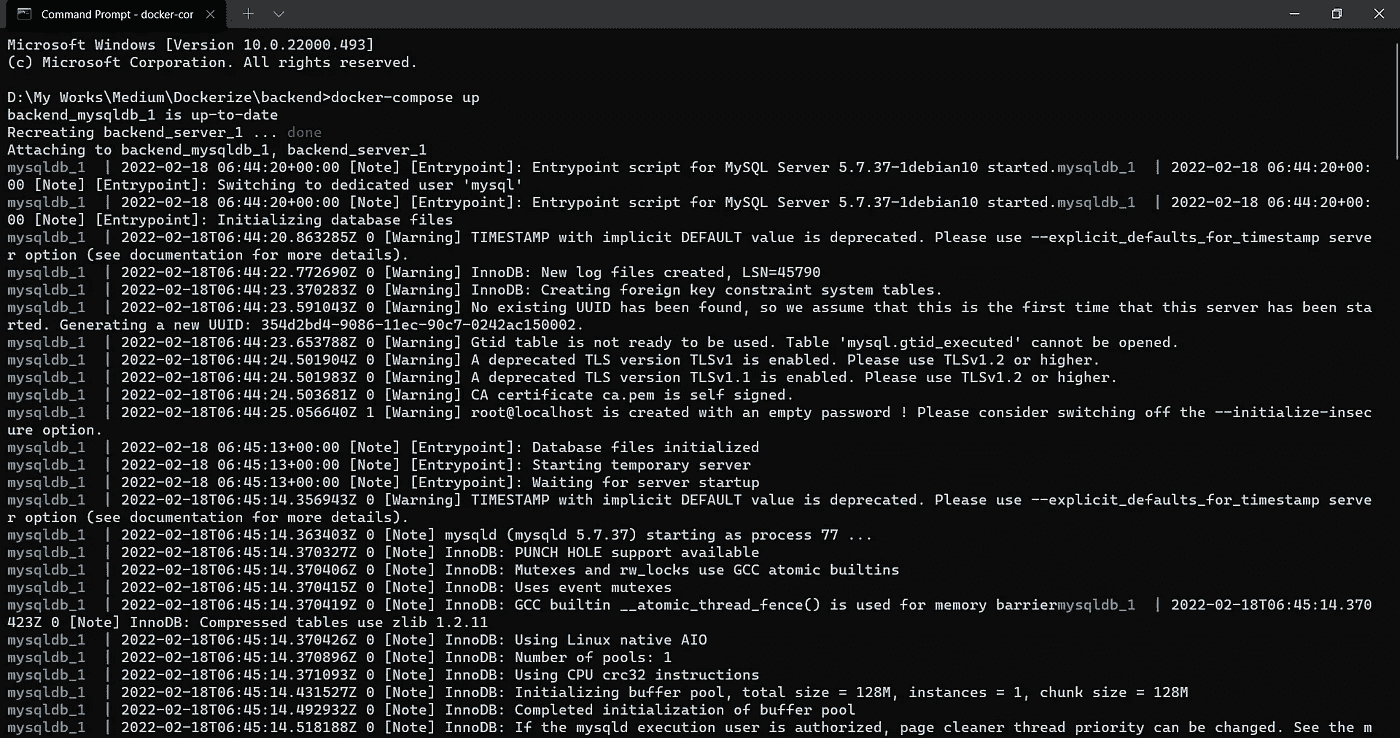 Command Prompt - docker-cor
Microsoft Windows [Version 10.0.22000.493]
(c) Microsoft Corporation. All rights reserved.
D:\My Works\Medium\Dockerize\backend>docker-compose up
backend_mysqldb_1 is up-to-date
Recreating backend_server_1 ... done
Attaching to backend_mysqldb_1, backend_server_1
mysqldb_1  | 2022-02-18 06:44:20+00:00 [Note] [Entrypoint]: Entrypoint script for MySQL Server 5.7.37-1debian10 started.mysqldb_1  | 2022-02-18 06:44:20+00:
00 [Note] [Entrypoint]: Switching to dedicated user 'mysql'
mysqldb_1  | 2022-02-18 06:44:20+00:00 [Note] [Entrypoint]: Entrypoint script for MySQL Server 5.7.37-1debian10 started.mysqldb_1  | 2022-02-18 06:44:20+00:
00 [Note] [Entrypoint]: Initializing database files
mysqldb_1  | 2022-02-18T06:44:20.863285Z 0 [Warning] TIMESTAMP with implicit DEFAULT value is deprecated. Please use --explicit_defaults_for_timestamp serve
r option (see documentation for more details).
mysqldb_1  | 2022-02-18T06:44:22.772690Z 0 [Warning] InnoDB: New log files created, LSN=45790
mysqldb_1  | 2022-02-18T06:44:23.370283Z 0 [Warning] InnoDB: Creating foreign key constraint system tables.
mysqldb_1  | 2022-02-18T06:44:23.591043Z 0 [Warning] No existing UUID has been found, so we assume that this is the first time that this server has been sta
rted. Generating a new UUID: 354d2bd4-9086-11ec-90c7-0242ac150002.
mysqldb_1  | 2022-02-18T06:44:23.653788Z 0 [Warning] Gtid table is not ready to be used. Table 'mysql.gtid_executed' cannot be opened.
mysqldb_1  | 2022-02-18T06:44:24.501904Z 0 [Warning] A deprecated TLS version TLSv1 is enabled. Please use TLSv1.2 or higher.
mysqldb_1  | 2022-02-18T06:44:24.501983Z 0 [Warning] A deprecated TLS version TLSv1.1 is enabled. Please use TLSv1.2 or higher.
mysqldb_1  | 2022-02-18T06:44:24.503681Z 0 [Warning] CA certificate ca.pem is self signed.
mysqldb_1  | 2022-02-18T06:44:25.056640Z 1 [Warning] root@localhost is created with an empty password ! Please consider switching off the --initialize-insec
ure option.
mysqldb_1  | 2022-02-18 06:45:13+00:00 [Note] [Entrypoint]: Database files initialized
mysqldb_1  | 2022-02-18 06:45:13+00:00 [Note] [Entrypoint]: Starting temporary server
mysqldb_1  | 2022-02-18 06:45:13+00:00 [Note] [Entrypoint]: Waiting for server startup
mysqldb_1  | 2022-02-18T06:45:14.356943Z 0 [Warning] TIMESTAMP with implicit DEFAULT value is deprecated. Please use --explicit_defaults_for_timestamp serve
r option (see documentation for more details).
mysqldb_1  | 2022-02-18T06:45:14.363403Z 0 [Note] mysqld (mysqld 5.7.37) starting as process 77 ...
mysqldb_1  | 2022-02-18T06:45:14.370327Z 0 [Note] InnoDB: PUNCH HOLE support available
mysqldb_1  | 2022-02-18T06:45:14.370406Z 0 [Note] InnoDB: Mutexes and rw_locks use GCC atomic builtins
mysqldb_1  | 2022-02-18T06:45:14.370415Z 0 [Note] InnoDB: Uses event mutexes
mysqldb_1  | 2022-02-18T06:45:14.370419Z 0 [Note] InnoDB: GCC builtin __atomic_thread_fence() is used for memory barriermysqldb_1  | 2022-02-18T06:45:14.370
423Z 0 [Note] InnoDB: Compressed tables use zlib 1.2.11
mysqldb_1  | 2022-02-18T06:45:14.370426Z 0 [Note] InnoDB: Using Linux native AIO
mysqldb_1  | 2022-02-18T06:45:14.370896Z 0 [Note] InnoDB: Number of pools: 1
mysqldb_1  | 2022-02-18T06:45:14.371093Z 0 [Note] InnoDB: Using CPU crc32 instructions
mysqldb_1  | 2022-02-18T06:45:14.431527Z 0 [Note] InnoDB: Initializing buffer pool, total size = 128M, instances = 1, chunk size = 128M
mysqldb_1  | 2022-02-18T06:45:14.492932Z 0 [Note] InnoDB: Completed initialization of buffer pool
mysqldb_1  | 2022-02-18T06:45:14.518188Z 0 [Note] InnoDB: If the mysqld execution user is authorized, page cleaner thread priority can be changed. See the m